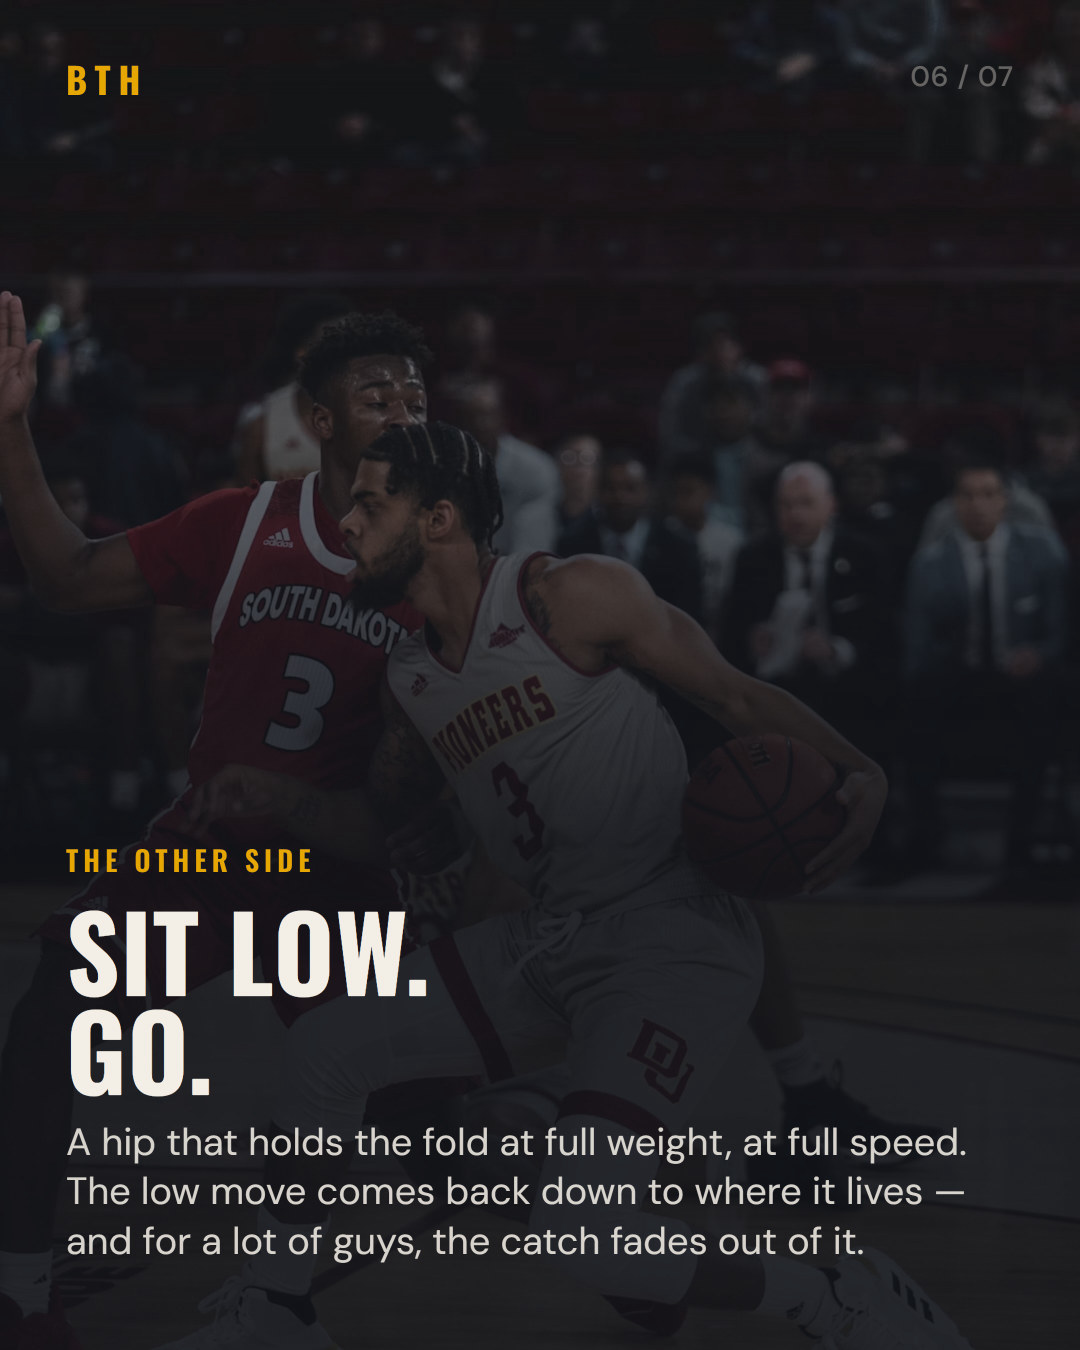 BTH
06 / 07
adidas
SOUTH DAKOT
3
PIONEERS
3
THE OTHER SIDE
SIT LOW.
GO.
A hip that holds the fold at full weight, at full speed.
The low move comes back down to where it lives —
and for a lot of guys, the catch fades out of it.